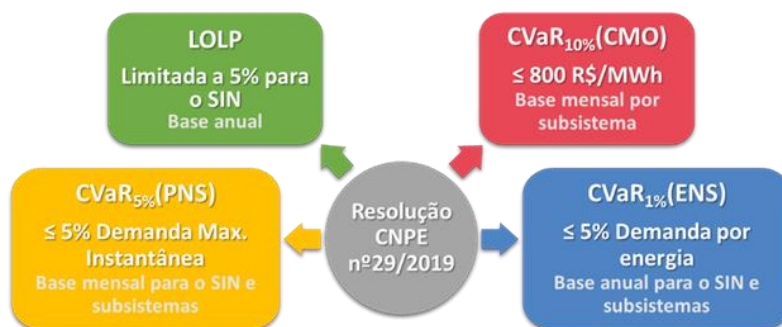 LOLP
Limitada a 5% para
o SIN
Base anual
CVaR10%(CMO)
≤ 800 R$/MWh
Base mensal por
subsistema
CVaR5%(PNS)
≤ 5% Demanda Max.
Instantânea
Base mensal para o SIN e
subsistemas
Resolução
CNPE
nº29/2019
CVaR1%(ENS)
≤ 5% Demanda por
energia
Base anual para o SIN e
subsistemas